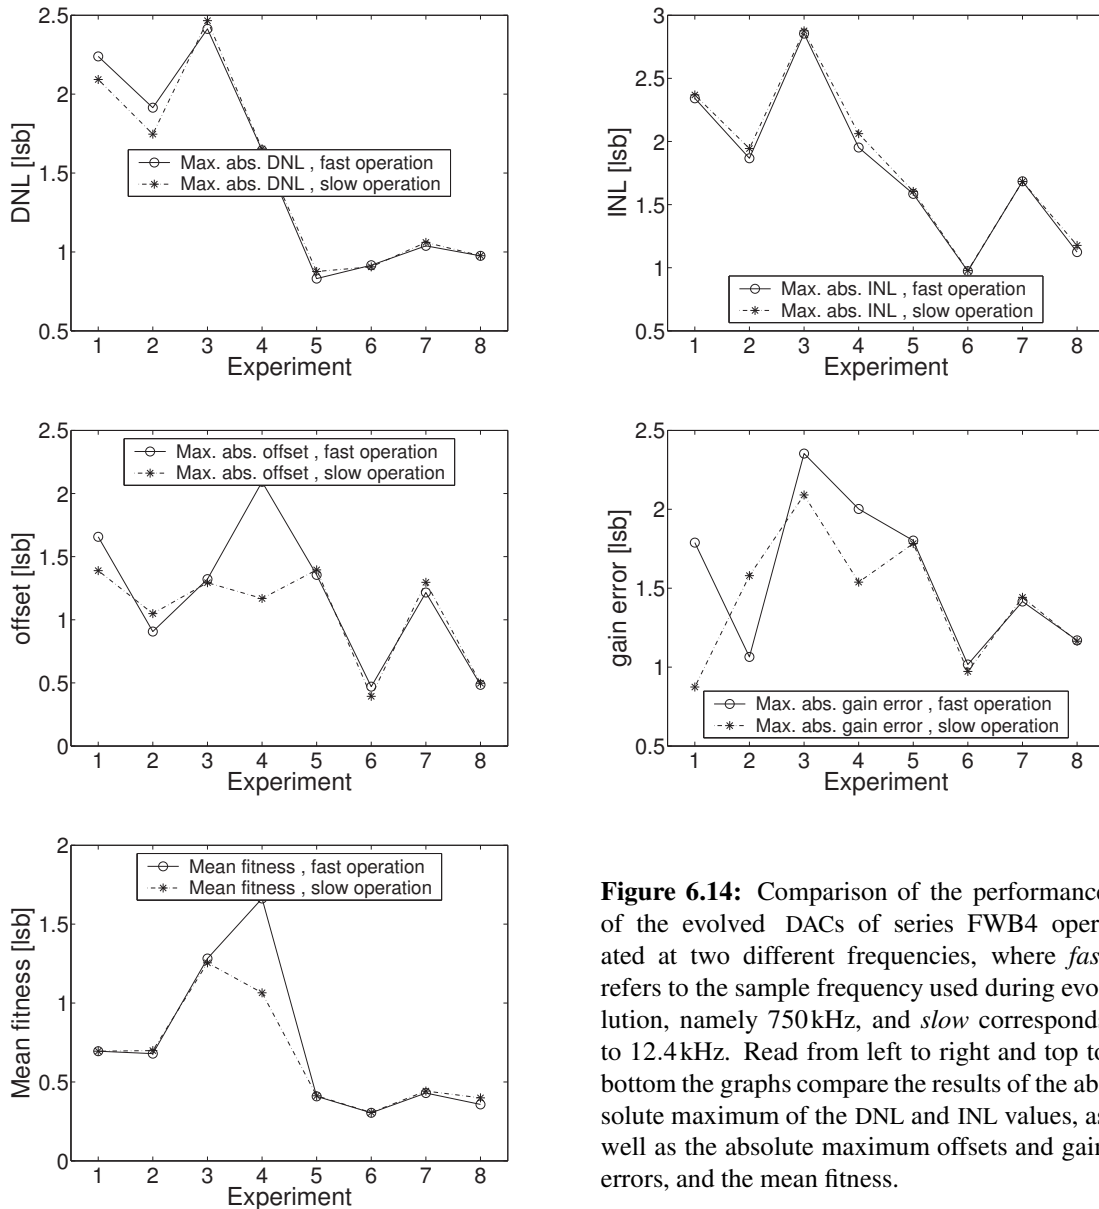 2.5
2
1.5
1
0.5
DNL [lsb]
Max. abs. DNL , fast operation
Max. abs. DNL , slow operation
1 2 3 4 5 6 7 8
Experiment
3
2.5
2
1.5
1
0.5
INL [lsb]
Max. abs. INL , fast operation
Max. abs. INL , slow operation
1 2 3 4 5 6 7 8
Experiment
2.5
2
1.5
1
0.5
0
offset [lsb]
Max. abs. offset , fast operation
Max. abs. offset , slow operation
1 2 3 4 5 6 7 8
Experiment
2.5
2
1.5
1
0.5
gain error [lsb]
Max. abs. gain error , fast operation
Max. abs. gain error , slow operation
1 2 3 4 5 6 7 8
Experiment
2
1.5
1
0.5
0
Mean fitness [lsb]
Mean fitness , fast operation
Mean fitness , slow operation
1 2 3 4 5 6 7 8
Experiment
Figure 6.14: Comparison of the performance
of the evolved DACs of series FWB4 oper
ated at two different frequencies, where fas
refers to the sample frequency used during evo
lution, namely 750 kHz, and slow corresponds
to 12.4 kHz. Read from left to right and top to
bottom the graphs compare the results of the ab
solute maximum of the DNL and INL values, as
well as the absolute maximum offsets and gain
errors, and the mean fitness.